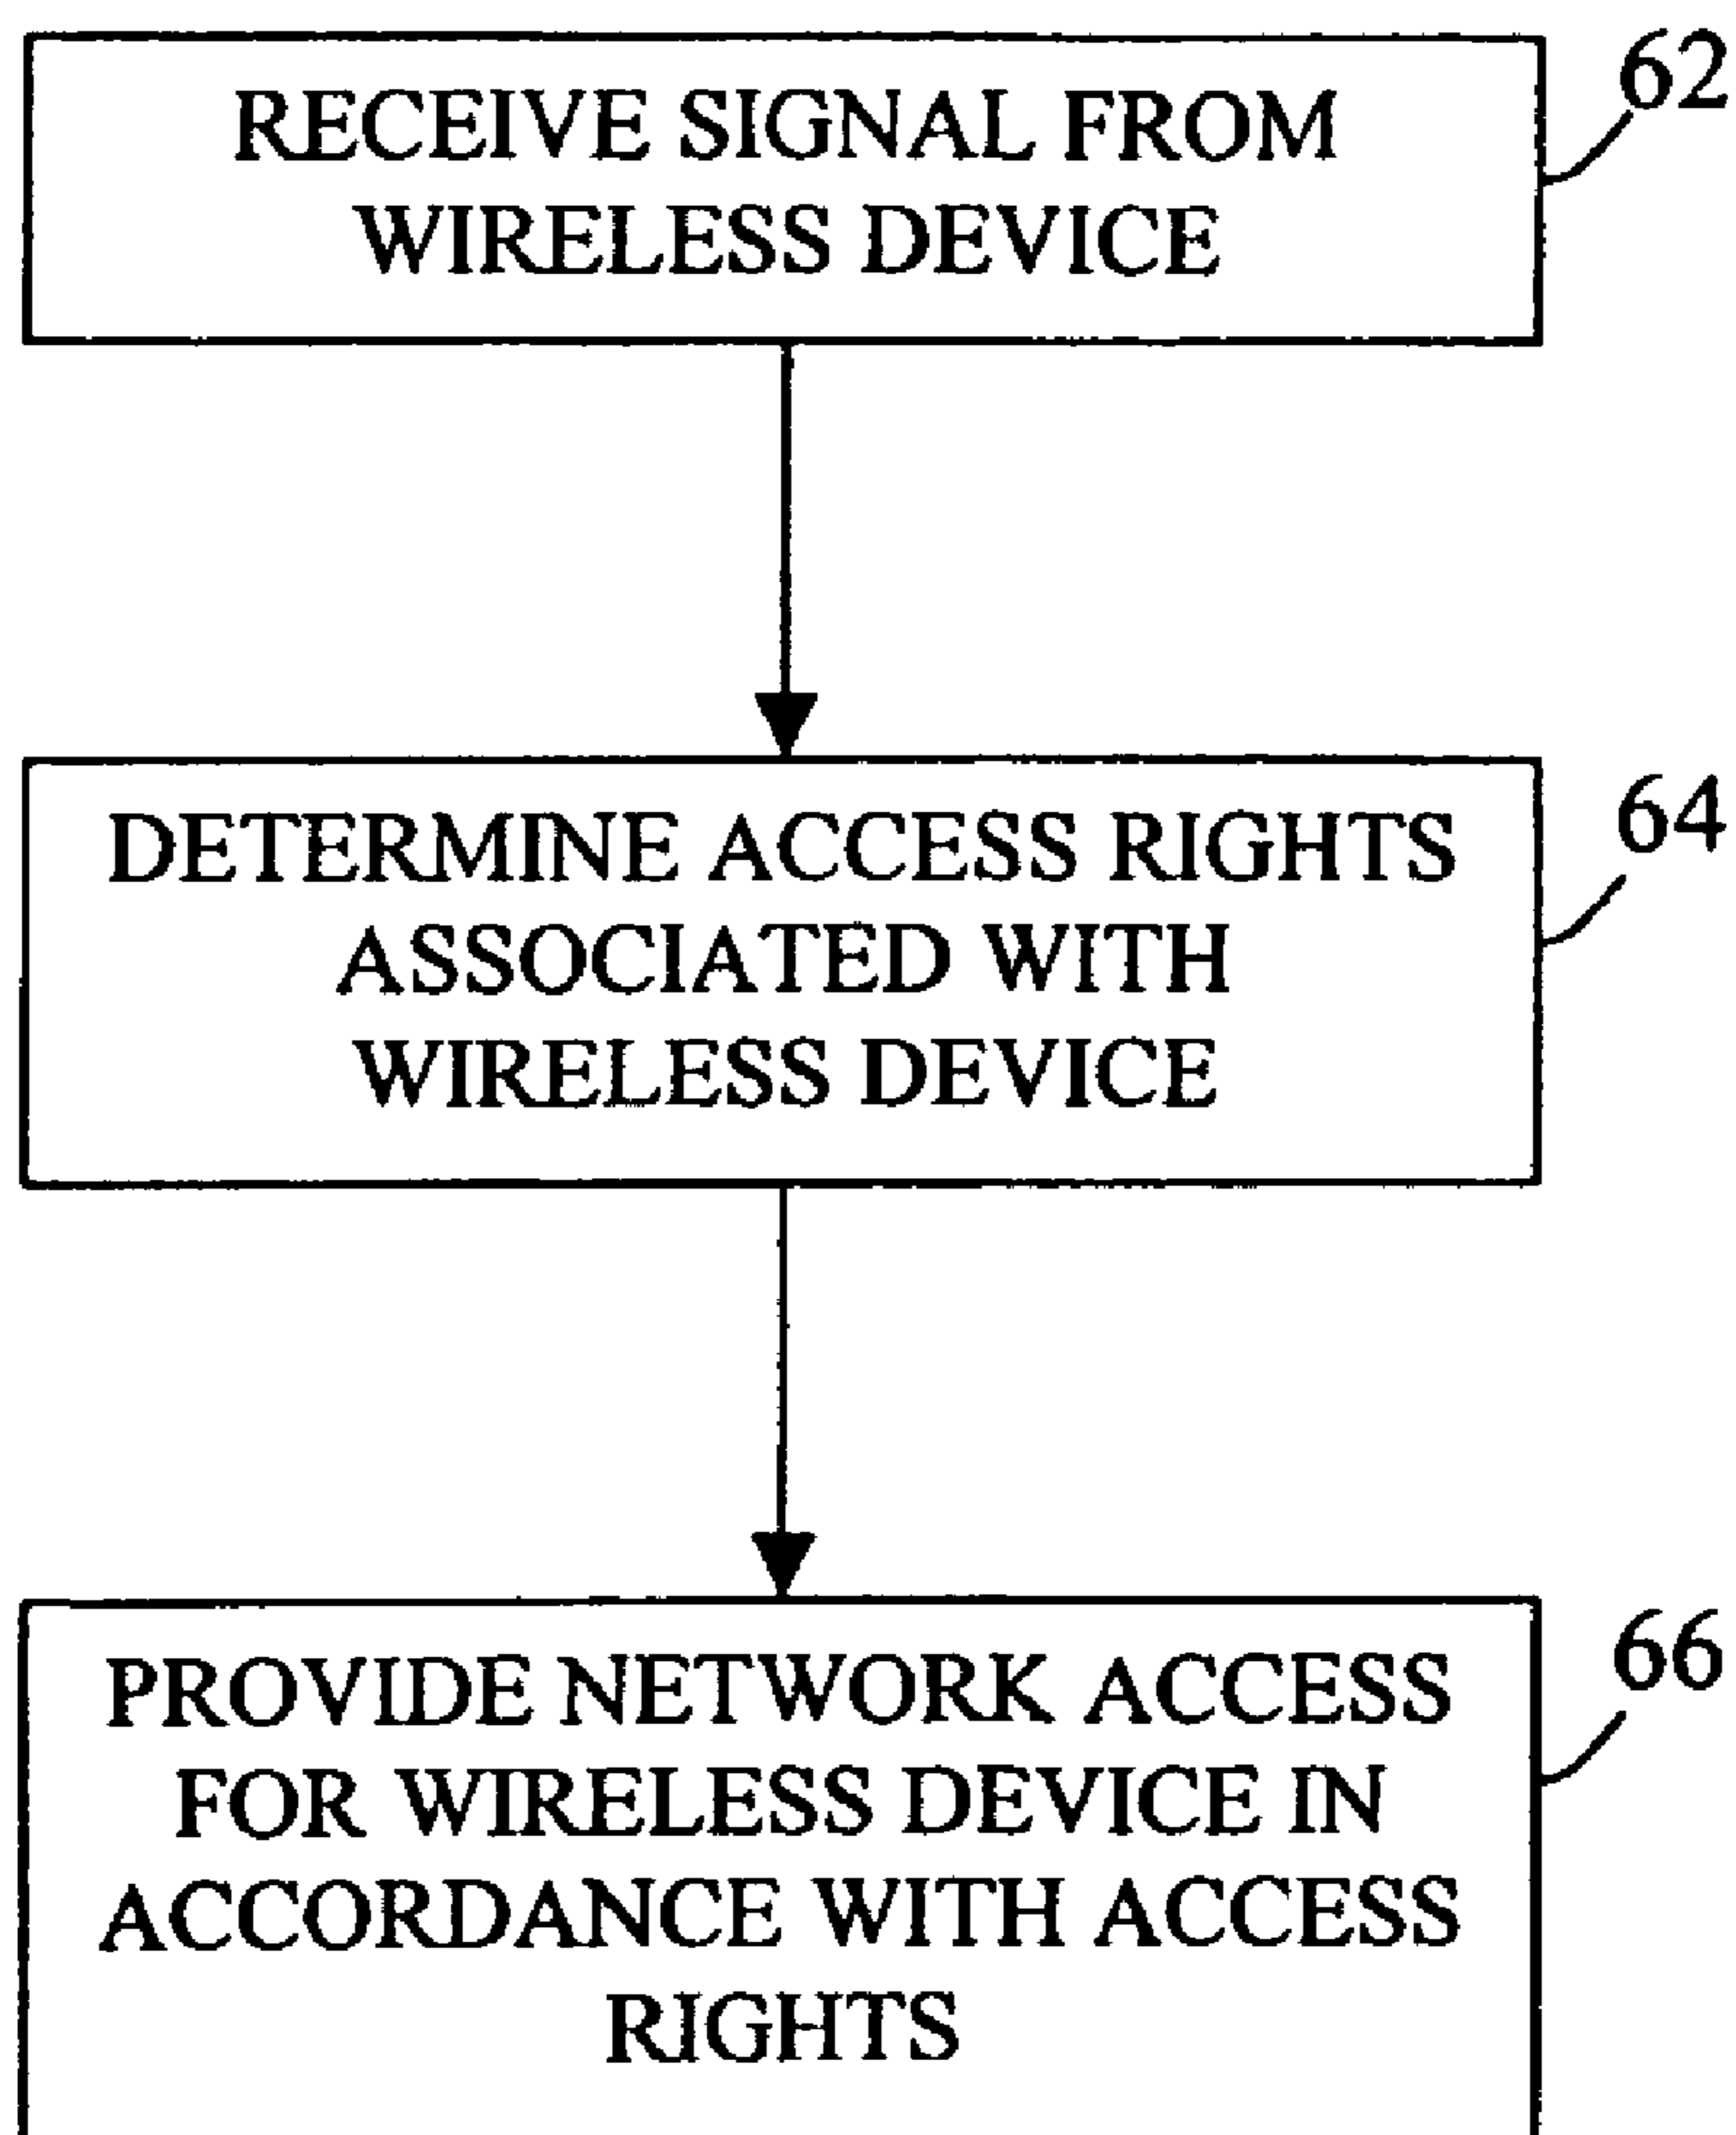 RECEIVE SIGNAL FROM
WIRELESS DEVICE
62
DETERMINE ACCESS RIGHTS
ASSOCIATED WITH
WIRELESS DEVICE
64
PROVIDE NETWORK ACCESS
FOR WIRELESS DEVICE IN
ACCORDANCE WITH ACCESS
RIGHTS
66